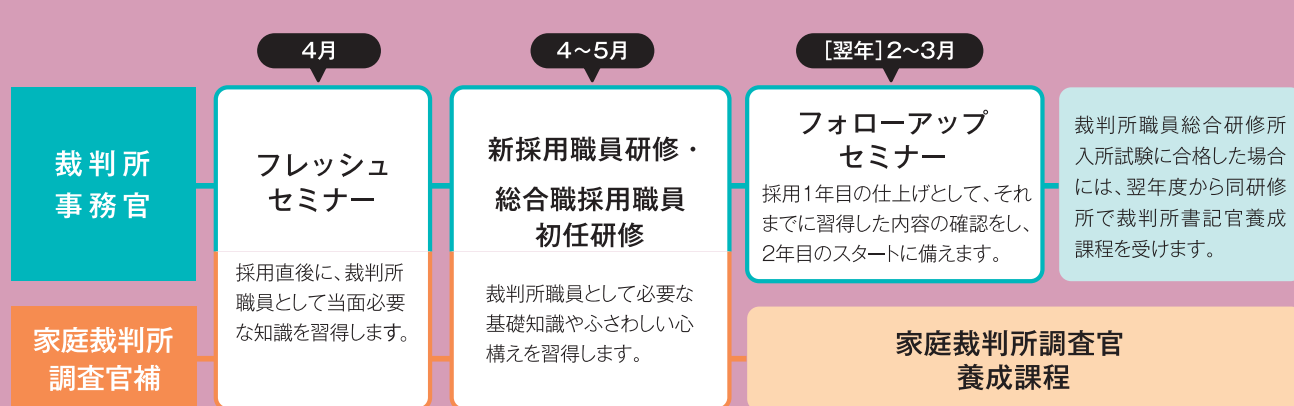 4月
4〜5月
[翌年]2〜3月
裁判所
事務官
フレッシュ
セミナー
採用直後に、裁判所
職員として当面必要
な知識を習得します。
新採用職員研修・
総合職採用職員
初任研修
裁判所職員として必要な
基礎知識やふさわしい心
構えを習得します。
フォローアップ
セミナー
採用1年目の仕上げとして、それ
までに習得した内容の確認をし、
2年目のスタートに備えます。
裁判所職員総合研修所
入所試験に合格した場合
には、翌年度から同研修
所で裁判所書記官養成
課程を受けます。
家庭裁判所
調査官補
家庭裁判所調査官
養成課程